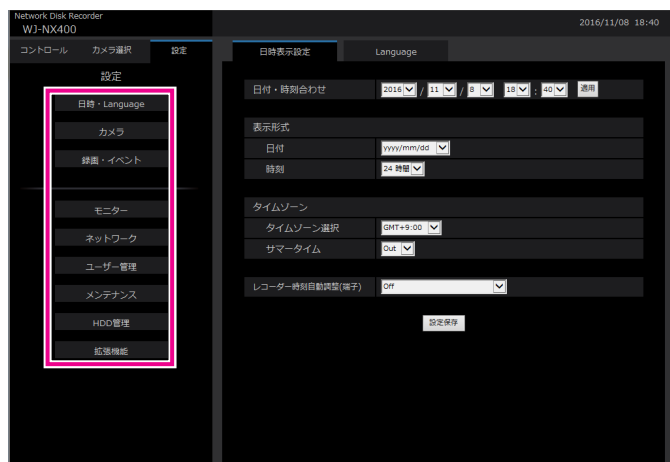 Network Disk Recorder
WJ-NX400
2016/11/08 18:40
コントロール カメラ選択 設定
設定
日時・Language
カメラ
録画・イベント
モニター
ネットワーク
ユーザー管理
メンテナンス
HDD管理
拡張機能
日時表示設定 Language
日付・時刻合わせ 2016 / 11 / 8 18 : 40 適用
表示形式
日付 yyyy/mm/dd
時刻 24 時間
タイムゾーン
タイムゾーン選択 GMT+9:00
サマータイム Out
レコーダー時刻自動調整(端子) Off
設定保存